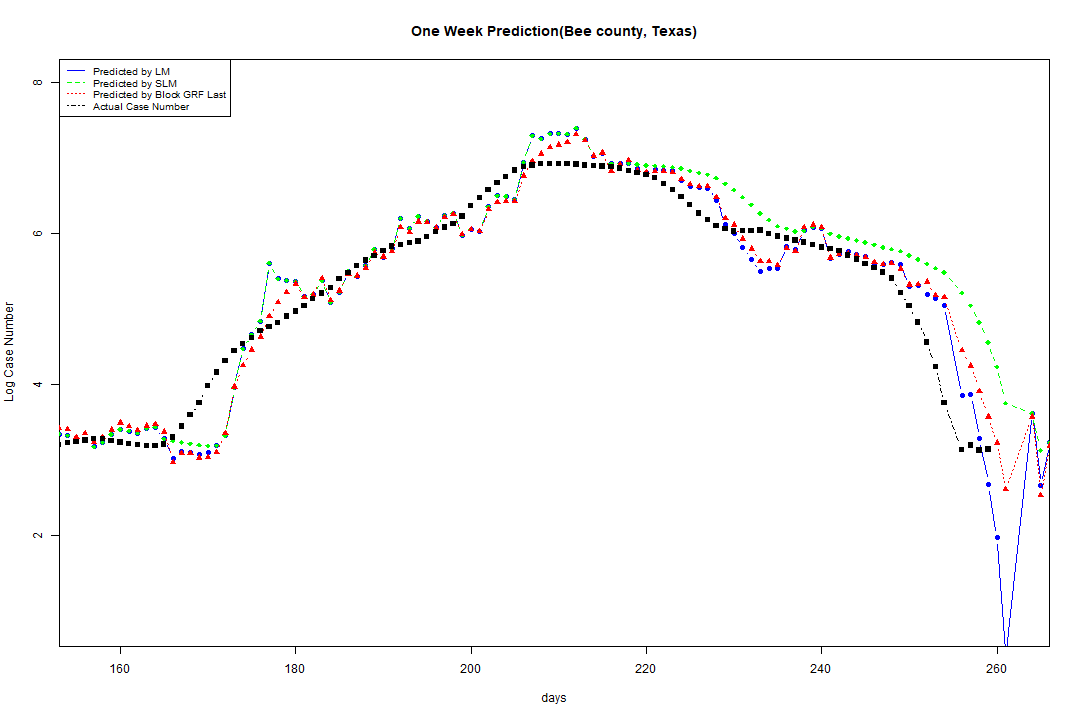 One Week Prediction(Bee county, Texas)
Predicted by LM
Predicted by SLM
Predicted by Block GRF Last
Actual Case Number
Log Case Number
8
6
4
2
160 180 200 220 240 260
days